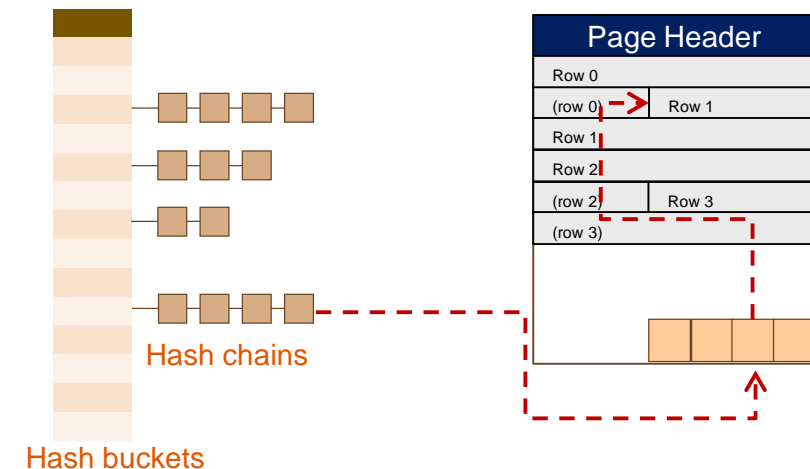 Page Header
Row 0
(row 0) Row 1
Row 1
Row 2
(row 2) Row 3
(row 3)
Hash chains
Hash buckets